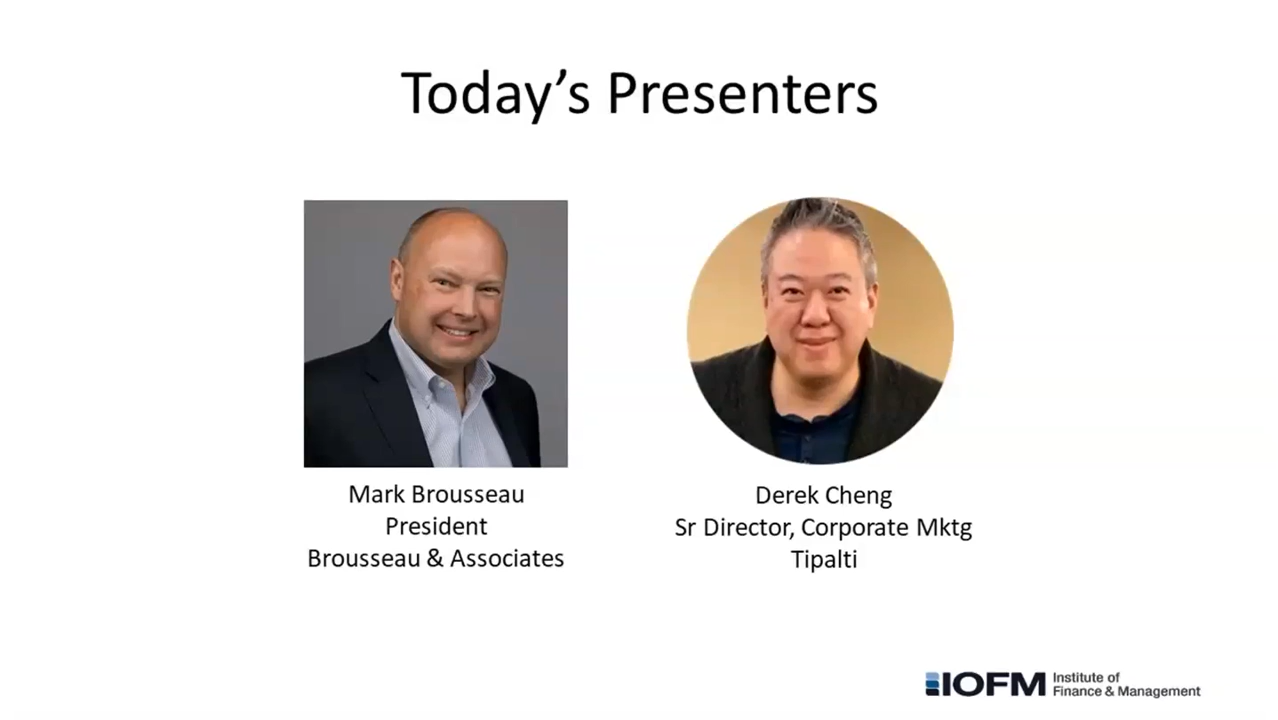 Today's Presenters
Mark Brousseau
President
Brousseau & Associates
Derek Cheng
Sr Director, Corporate Mktg
Tipalti
IOFM
Institute of
Finance & Management